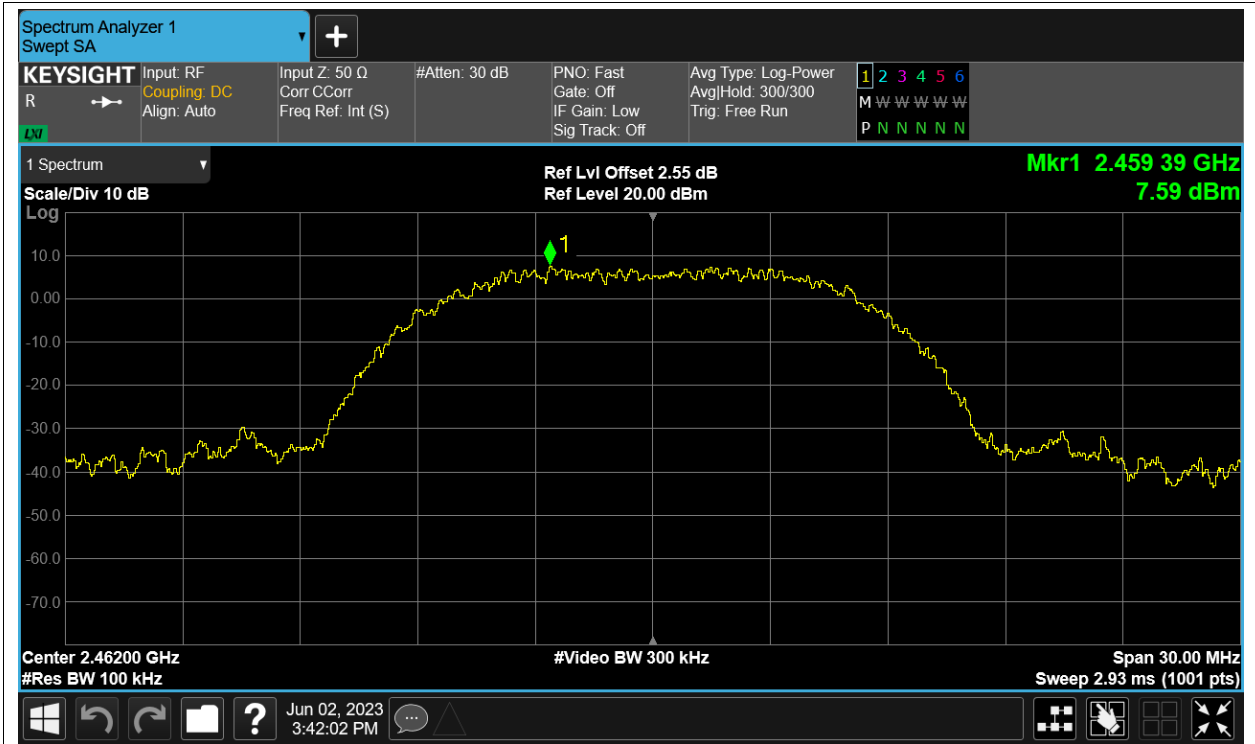 Spectrum Analyzer 1
Swept SA
KEYSIGHT
R
LXI
Input: RF
Coupling: DC
Align: Auto
Input Z: 50 Ω
Corr CCorr
Freq Ref: Int (S)
#Atten: 30 dB
PNO: Fast
Gate: Off
IF Gain: Low
Sig Track: Off
Avg Type: Log-Power
Avg|Hold: 300/300
Trig: Free Run
1 2 3 4 5 6
M W W W W W
P N N N N N
1 Spectrum
Scale/Div 10 dB
Ref Lvl Offset 2.55 dB
Ref Level 20.00 dBm
Mkr1 2.459 39 GHz
7.59 dBm
Log
1
10.0
0.00
-10.0
-20.0
-30.0
-40.0
-50.0
-60.0
-70.0
Center 2.46200 GHz
#Res BW 100 kHz
#Video BW 300 kHz
Span 30.00 MHz
Sweep 2.93 ms (1001 pts)
?
Jun 02, 2023
3:42:02 PM